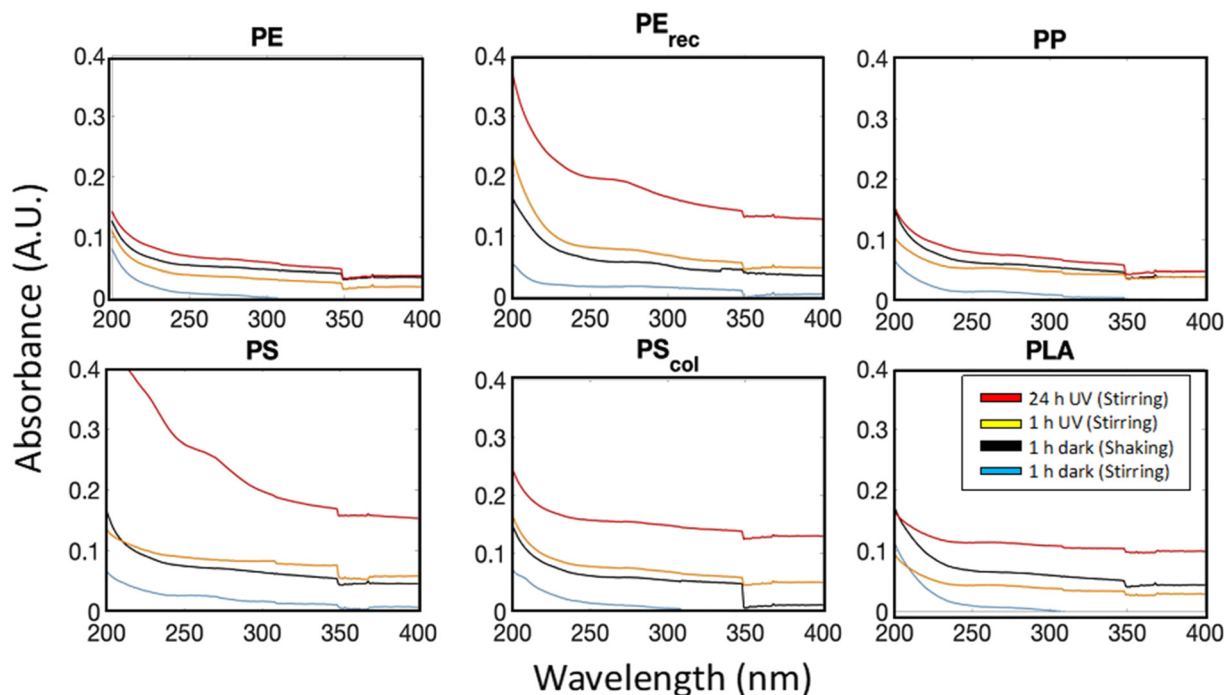 PE
PE_rec
PP
Absorbance (A.U.)
0.4
0.3
0.2
0.1
0
200 250 300 350 400
0.4
0.3
0.2
0.1
0
200 250 300 350 400
0.4
0.3
0.2
0.1
0
200 250 300 350 400
PS
PS_col
PLA
0.4
0.3
0.2
0.1
0
200 250 300 350 400
0.4
0.3
0.2
0.1
0
200 250 300 350 400
0.4
0.3
0.2
0.1
0
200 250 300 350 400
24 h UV (Stirring)
1 h UV (Stirring)
1 h dark (Shaking)
1 h dark (Stirring)
Wavelength (nm)